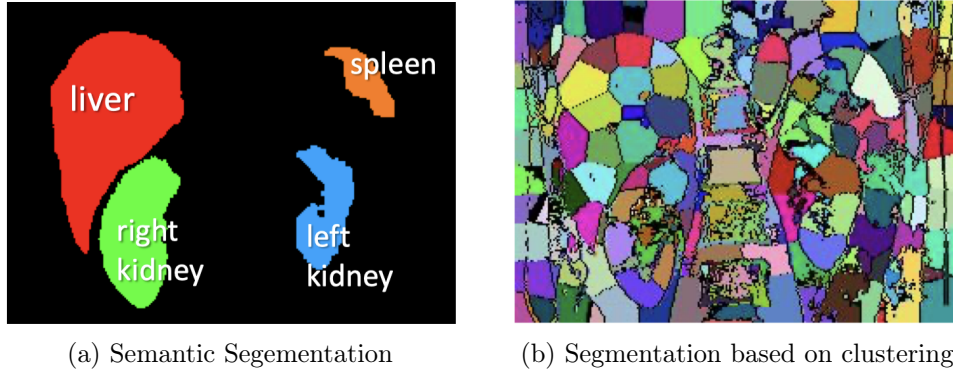 liver
spleen
right
kidney
left
kidney
(a) Semantic Segementation
(b) Segmentation based on clustering